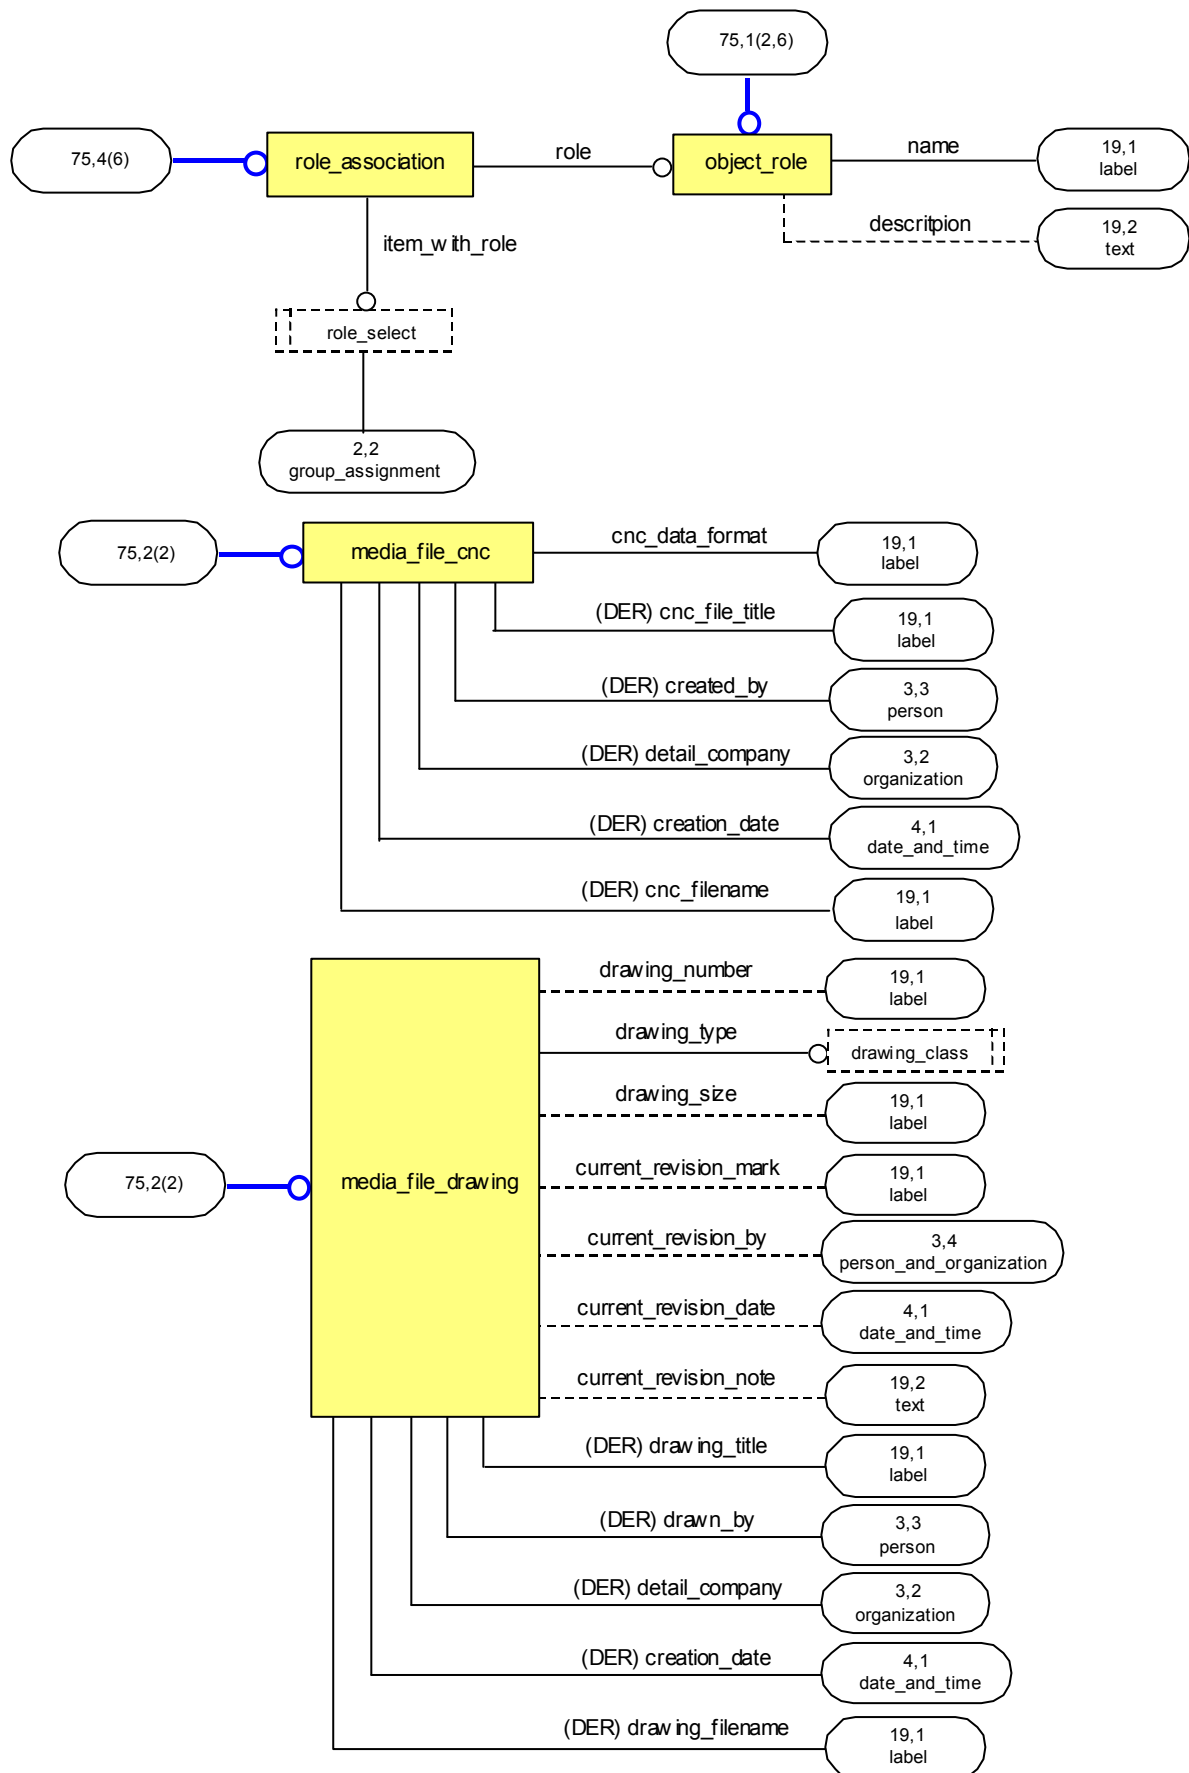 75,1(2,6)
75,4(6)
role_association
role
object_role
name
19,1
label
descritpion
19,2
text
item_with_role
role_select
2,2
group_assignment
75,2(2)
media_file_cnc
cnc_data_format
19,1
label
(DER) cnc_file_title
19,1
label
(DER) created_by
3,3
person
(DER) detail_company
3,2
organization
(DER) creation_date
4,1
date_and_time
(DER) cnc_filename
19,1
label
75,2(2)
media_file_drawing
drawing_number
19,1
label
drawing_type
drawing_class
drawing_size
19,1
label
current_revision_mark
19,1
label
current_revision_by
3,4
person_and_organization
current_revision_date
4,1
date_and_time
current_revision_note
19,2
text
(DER) drawing_title
19,1
label
(DER) drawn_by
3,3
person
(DER) detail_company
3,2
organization
(DER) creation_date
4,1
date_and_time
(DER) drawing_filename
19,1
label